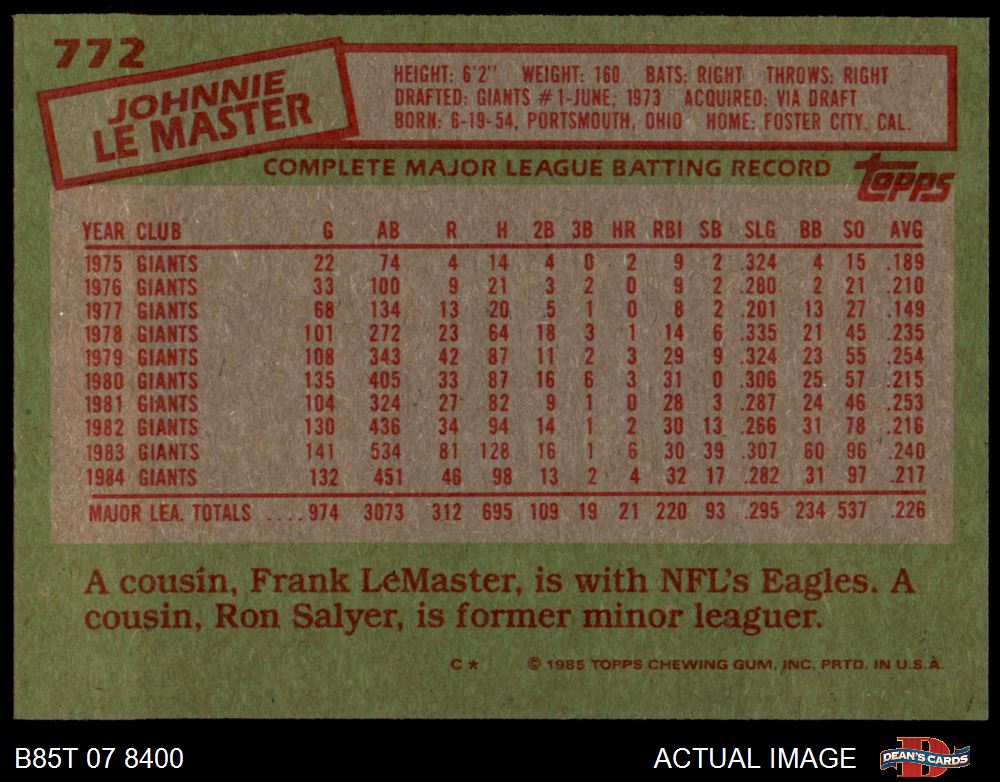 772
JOHNNIE
LE MASTER
HEIGHT: 6'2" WEIGHT: 160 BATS: RIGHT THROWS: RIGHT
DRAFTED: GIANTS #1-JUNE, 1973 ACQUIRED: VIA DRAFT
BORN: 6-19-54, PORTSMOUTH, OHIO HOME: FOSTER CITY, CAL.
COMPLETE MAJOR LEAGUE BATTING RECORD
topps
YEAR CLUB G AB R H 2B 3B HR RBI SB SLG BB SO AVG
1975 GIANTS 22 74 4 14 4 0 2 9 2 .324 4 15 .189
1976 GIANTS 33 100 9 21 3 2 0 9 2 .280 2 21 .210
1977 GIANTS 68 134 13 20 5 1 0 8 2 .201 13 27 .149
1978 GIANTS 101 272 23 64 18 3 1 14 6 .335 21 45 .235
1979 GIANTS 108 343 42 87 11 2 3 29 9 .324 23 55 .254
1980 GIANTS 135 405 33 87 16 6 3 31 0 .306 25 57 .215
1981 GIANTS 104 324 27 82 9 1 0 28 3 .287 24 46 .253
1982 GIANTS 130 436 34 94 14 1 2 30 13 .266 31 78 .216
1983 GIANTS 141 534 81 128 16 1 6 30 39 .307 60 96 .240
1984 GIANTS 132 451 46 98 13 2 4 32 17 .282 31 97 .217
MAJOR LEA. TOTALS ....974 3073 312 695 109 19 21 220 93 .295 234 537 .226
A cousin, Frank LeMaster, is with NFL's Eagles. A
cousin, Ron Salyer, is former minor leaguer.
C* © 1985 TOPPS CHEWING GUM, INC. PRTD. IN U.S.A.
B85T 07 8400 ACTUAL IMAGE DEAN'S CARDS